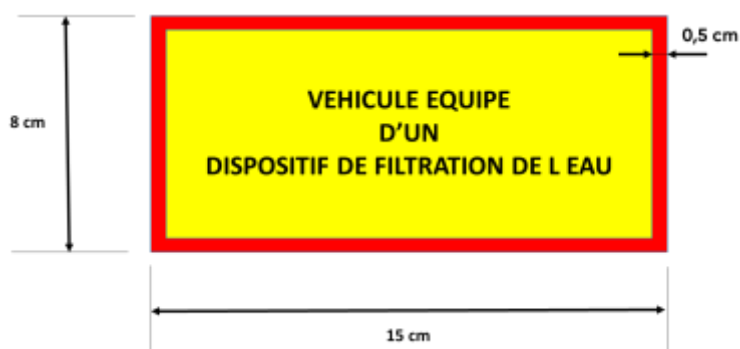 0,5 cm
8 cm
VEHICULE EQUIPE
D'UN
DISPOSITIF DE FILTRATION DE L EAU
15 cm